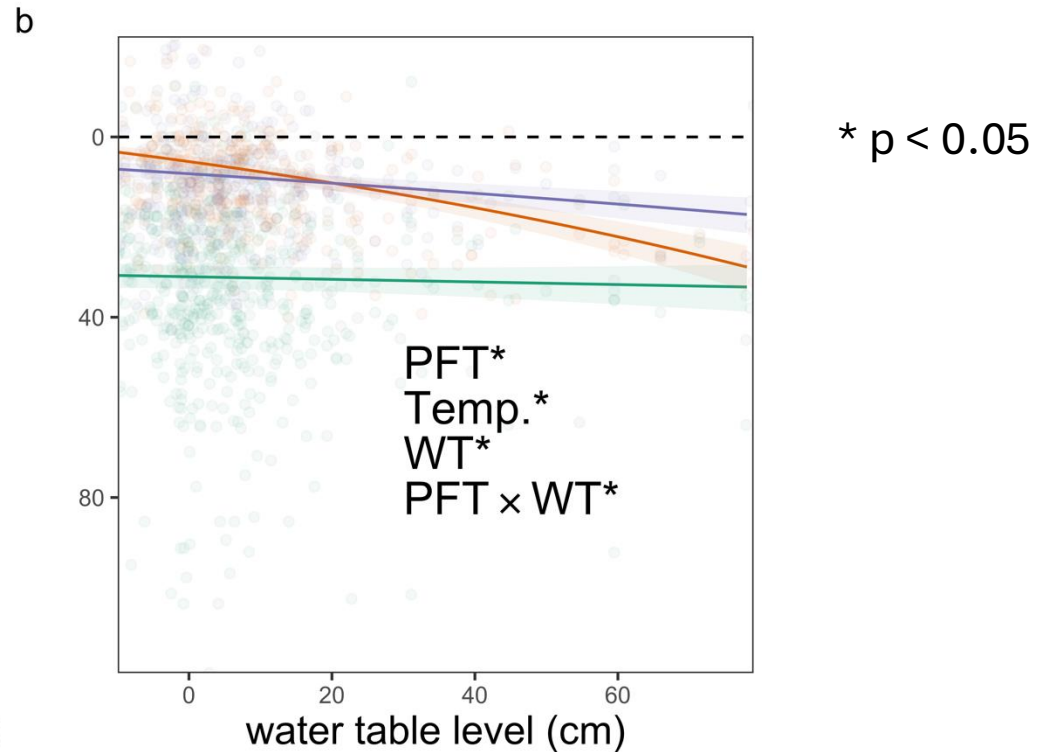 b
0
40
80
* p < 0.05
PFT*
Temp.*
WT*
PFT × WT*
0 20 40 60
water table level (cm)